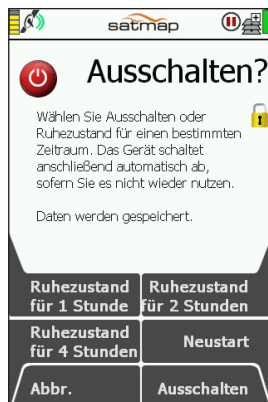 satmap
Ausschalten?
Wählen Sie Ausschalten oder
Ruhezustand für einen bestimmten
Zeitraum. Das Gerät schaltet
anschließend automatisch ab,
sofern Sie es nicht wieder nutzen.
Daten werden gespeichert.
Ruhezustand
für 1 Stunde
Ruhezustand
für 2 Stunden
Ruhezustand
für 4 Stunden
Neustart
Abbr.
Ausschalten